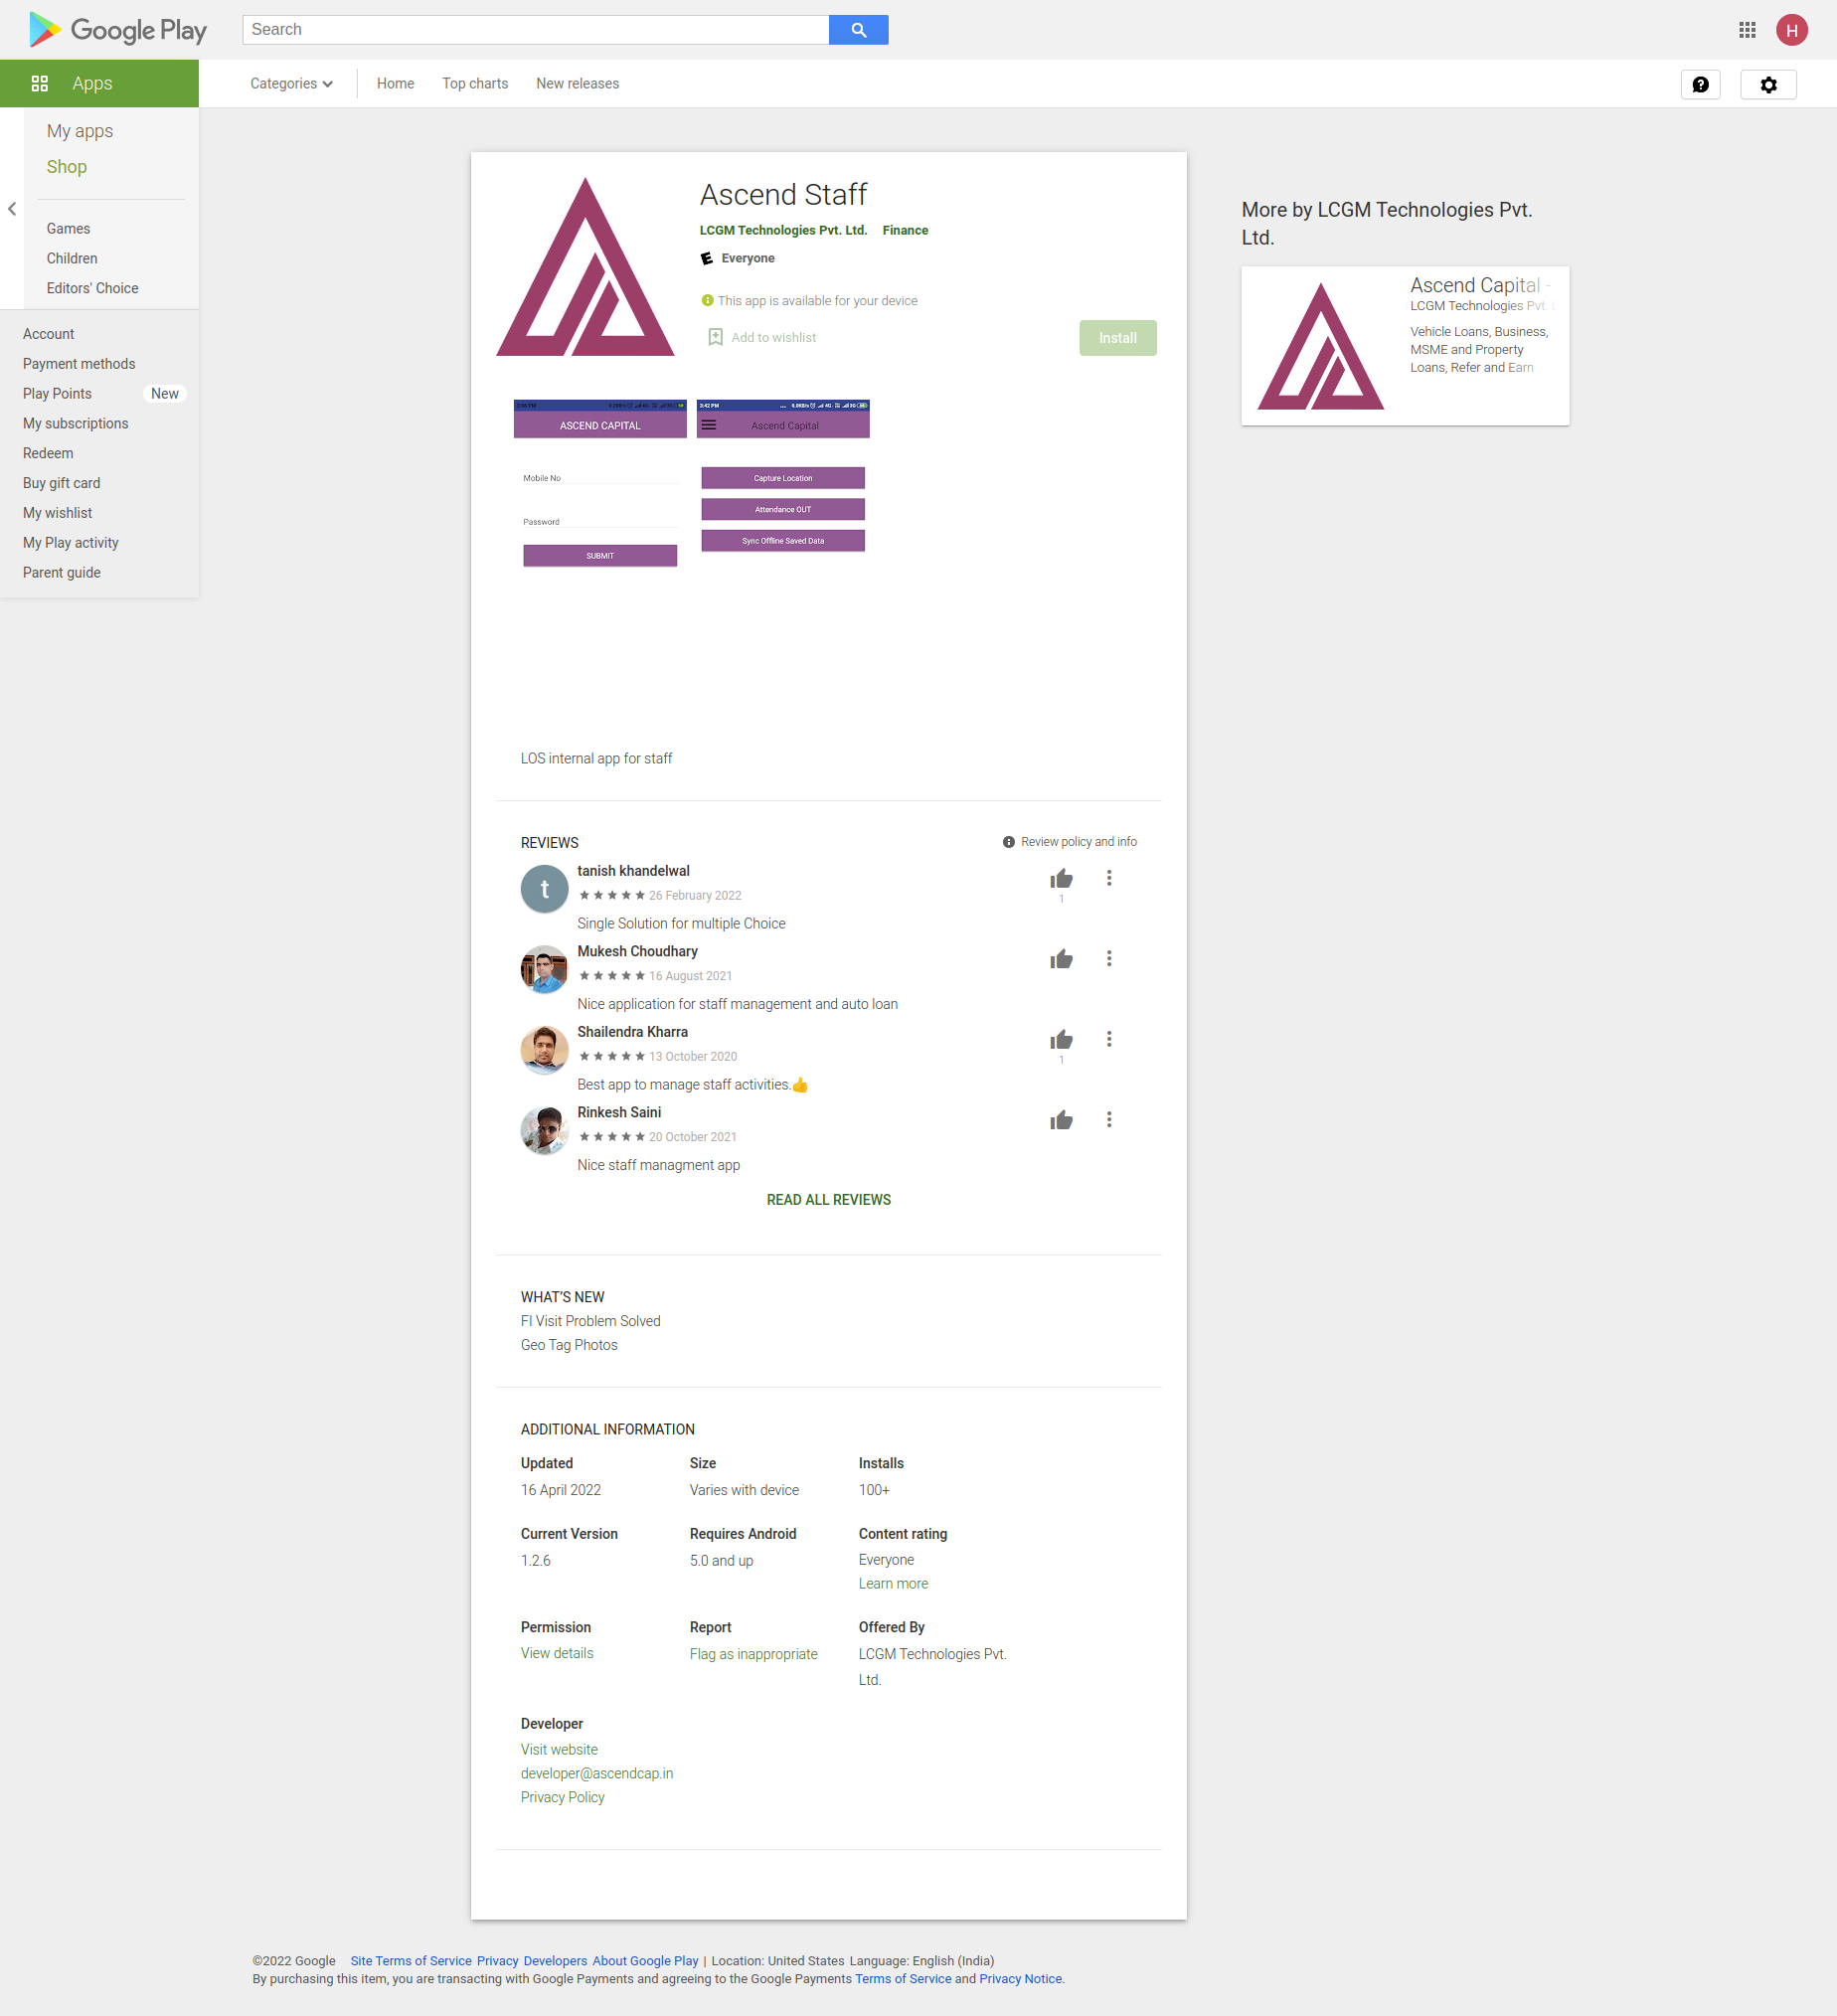 Google Play
Search
H
Apps
Categories
Home
Top charts
New releases
My apps
Shop
Games
Children
Editors' Choice
Account
Payment methods
Play Points
New
My subscriptions
Redeem
Buy gift card
My wishlist
My Play activity
Parent guide
Ascend Staff
LCGM Technologies Pvt. Ltd. Finance
E Everyone
This app is available for your device
Add to wishlist
Install
ASCEND CAPITAL
Mobile No
Password
SUBMIT
3:42 PM
Ascend Capital
Capture Location
Attendance OUT
Sync Offline Saved Data
LOS internal app for staff
REVIEWS
Review policy and info
t
tanish khandelwal
26 February 2022
1
Single Solution for multiple Choice
Mukesh Choudhary
16 August 2021
Nice application for staff management and auto loan
Shailendra Kharra
13 October 2020
1
Best app to manage staff activities.👍
Rinkesh Saini
20 October 2021
Nice staff managment app
READ ALL REVIEWS
WHAT'S NEW
FI Visit Problem Solved
Geo Tag Photos
ADDITIONAL INFORMATION
Updated
16 April 2022
Size
Varies with device
Installs
100+
Current Version
1.2.6
Requires Android
5.0 and up
Content rating
Everyone
Learn more
Permission
View details
Report
Flag as inappropriate
Offered By
LCGM Technologies Pvt.
Ltd.
Developer
Visit website
developer@ascendcap.in
Privacy Policy
More by LCGM Technologies Pvt.
Ltd.
Ascend Capital -
LCGM Technologies Pvt.
Vehicle Loans, Business,
MSME and Property
Loans, Refer and Earn
©2022 Google Site Terms of Service Privacy Developers About Google Play | Location: United States Language: English (India)
By purchasing this item, you are transacting with Google Payments and agreeing to the Google Payments Terms of Service and Privacy Notice.